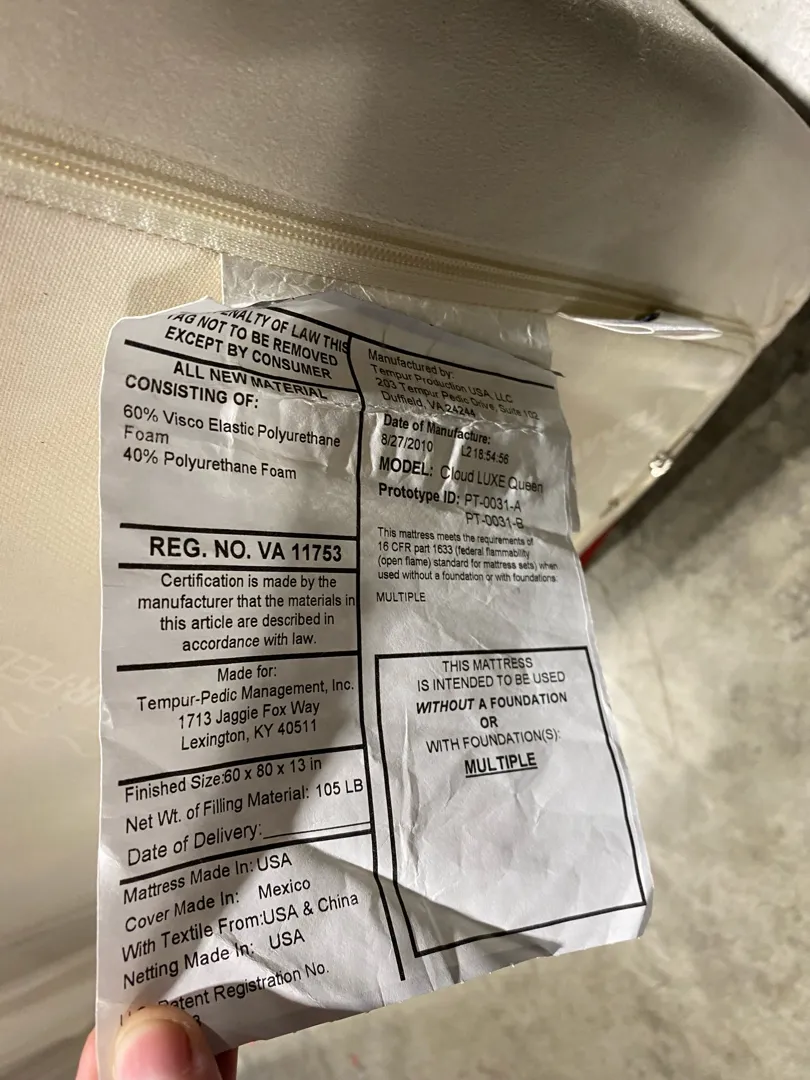 ENALTY OF LAW THIS
TAG NOT TO BE REMOVED
EXCEPT BY CONSUMER
ALL NEW MATERIAL
CONSISTING OF:
60% Visco Elastic Polyurethane
Foam
40% Polyurethane Foam
REG. NO. VA 11753
Certification is made by the
manufacturer that the materials in
this article are described in
accordance with law.
Made for:
Tempur-Pedic Management, Inc.
1713 Jaggie Fox Way
Lexington, KY 40511
Finished Size:60 x 80 x 13 in
Net Wt. of Filling Material: 105 LB
Date of Delivery:
Mattress Made In: USA
Cover Made In: Mexico
With Textile From:USA & China
Netting Made In: USA
Patent Registration No.
Manufactured by:
Tempur Production USA, LLC
203 Tempur Pedic Drive, Suite 102
Duffield, VA 24244
Date of Manufacture:
8/27/2010 L2 18:54:56
MODEL: Cloud LUXE Queen
Prototype ID: PT-0031-A
PT-0031-B
This mattress meets the requirements of
16 CFR part 1633 (federal flammability
(open flame) standard for mattress sets) when
used without a foundation or with foundations:
MULTIPLE
THIS MATTRESS
IS INTENDED TO BE USED
WITHOUT A FOUNDATION
OR
WITH FOUNDATION(S):
MULTIPLE